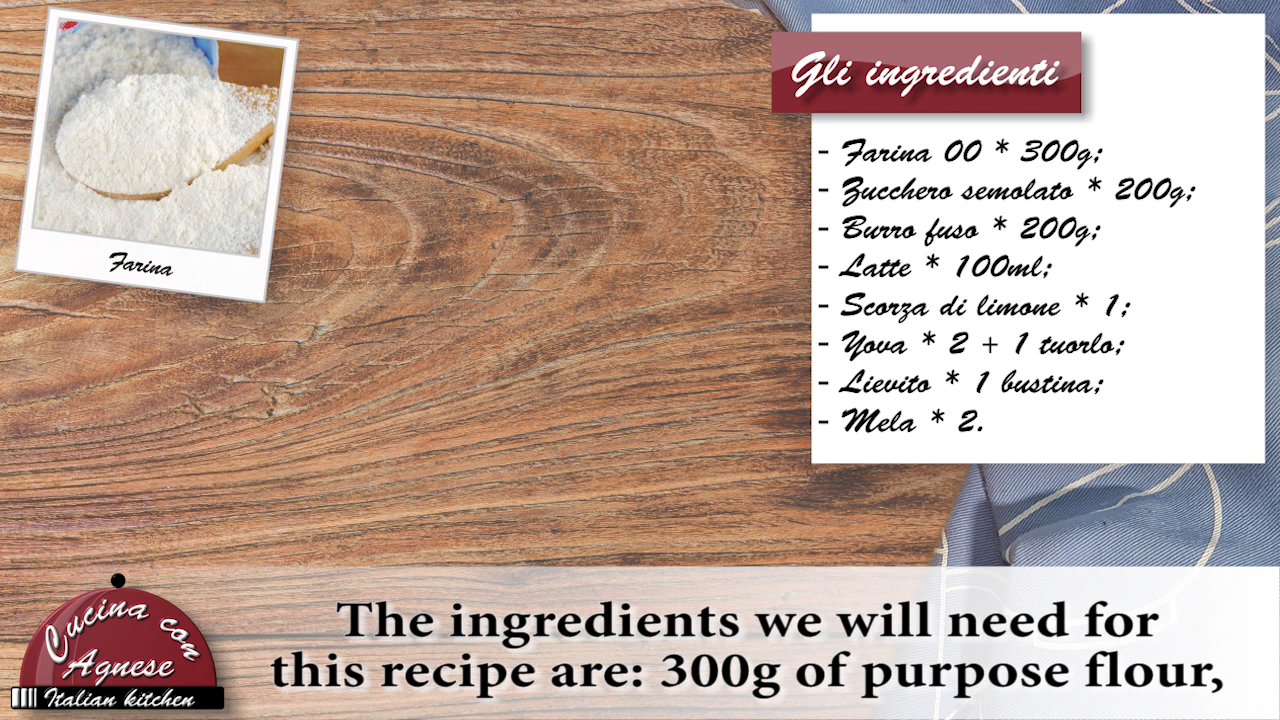 Farina
Gli ingredienti
- Farina 00 * 300g;
- Zucchero semolato * 200g;
- Burro fuso * 200g;
- Latte * 100ml;
- Scorza di limone * 1;
- Yova * 2 + 1 tuorlo;
- Lievito * 1 bustina;
- Mela * 2.
Cucina con
Agnese
Italian kitchen
The ingredients we will need for
this recipe are: 300g of purpose flour,